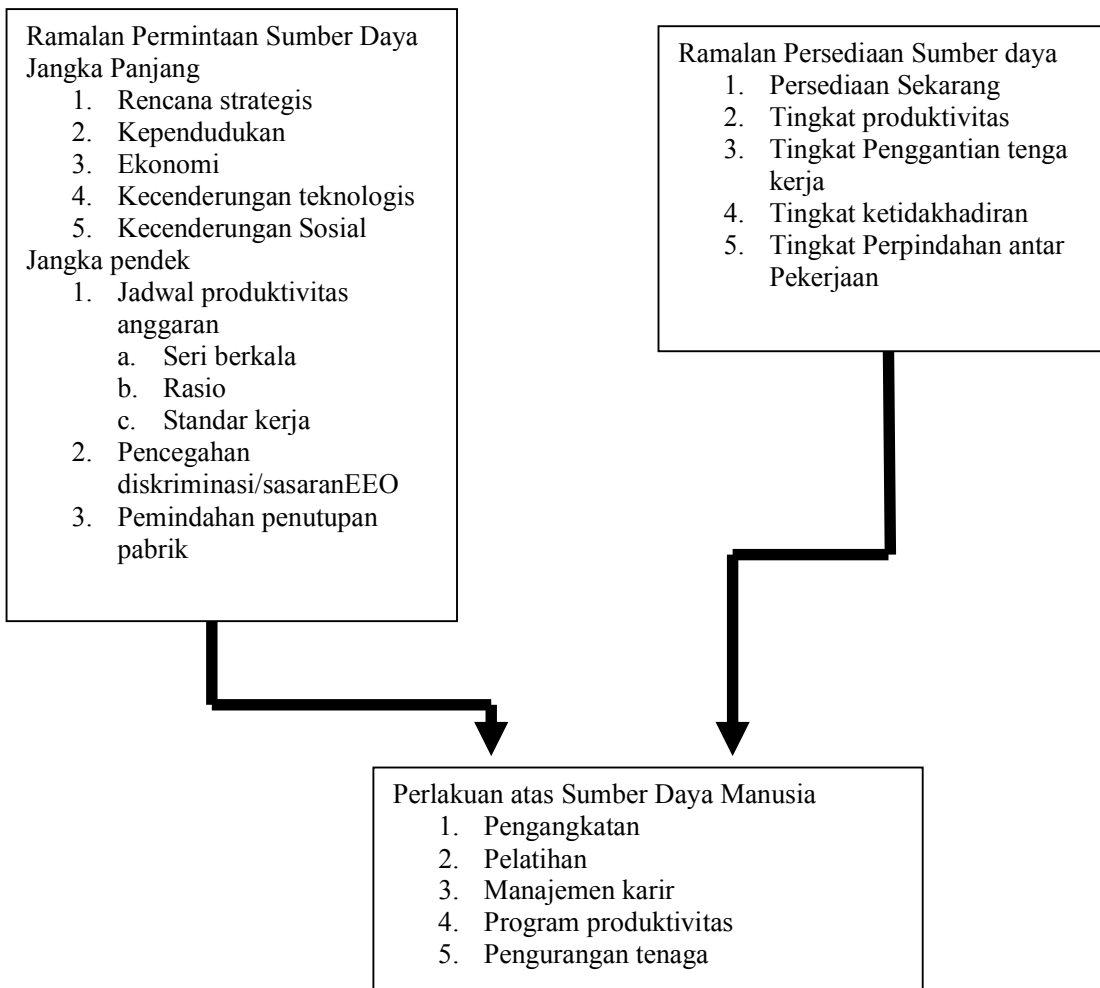 Ramalan Permintaan Sumber Daya
Jangka Panjang
1. Rencana strategis
2. Kependudukan
3. Ekonomi
4. Kecenderungan teknologis
5. Kecenderungan Sosial
Jangka pendek
1. Jadwal produktivitas
anggaran
a. Seri berkala
b. Rasio
c. Standar kerja
2. Pencegahan
diskriminasi/sasaranEEO
3. Pemindahan penutupan
pabrik
Ramalan Persediaan Sumber daya
1. Persediaan Sekarang
2. Tingkat produktivitas
3. Tingkat Penggantian tenga
kerja
4. Tingkat ketidakhadiran
5. Tingkat Perpindahan antar
Pekerjaan
Perlakuan atas Sumber Daya Manusia
1. Pengangkatan
2. Pelatihan
3. Manajemen karir
4. Program produktivitas
5. Pengurangan tenaga